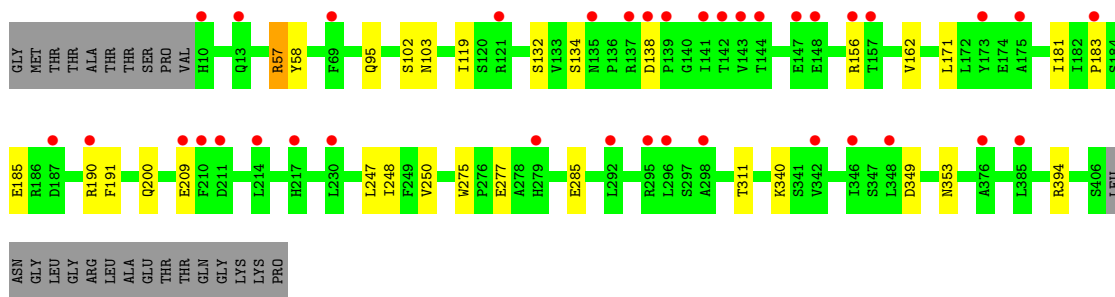 GLY MET THR THR ALA THR THR SER PRO VAL H10 Q13 R57 Y58 F69 Q95 S102 N103 I119 S120 R121 S132 V133 S134 N135 P136 R137 D138 P139 G140 I141 T142 V143 T144 E147 E148 R156 T157 V162 L171 L172 Y173 E174 A175 I181 I182 P183 S184
E185 R186 D187 R190 F191 Q200 E209 F210 D211 L214 H217 L230 L247 I248 F249 V250 W275 P276 E277 A278 H279 E285 L292 R295 L296 S297 A298 T311 K340 S341 V342 I346 S347 L348 D349 N353 A376 L385 R394 S406 LEU
ASN GLY LEU GLY ARG LEU ALA GLU THR THR GLN GLY LYS LYS PRO